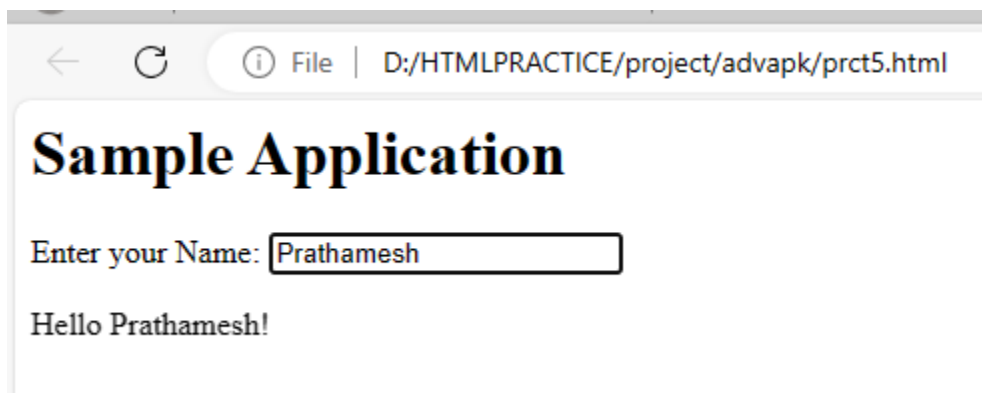 File | D:/HTMLPRACTICE/project/advapk/prct5.html
Sample Application
Enter your Name: Prathamesh
Hello Prathamesh!